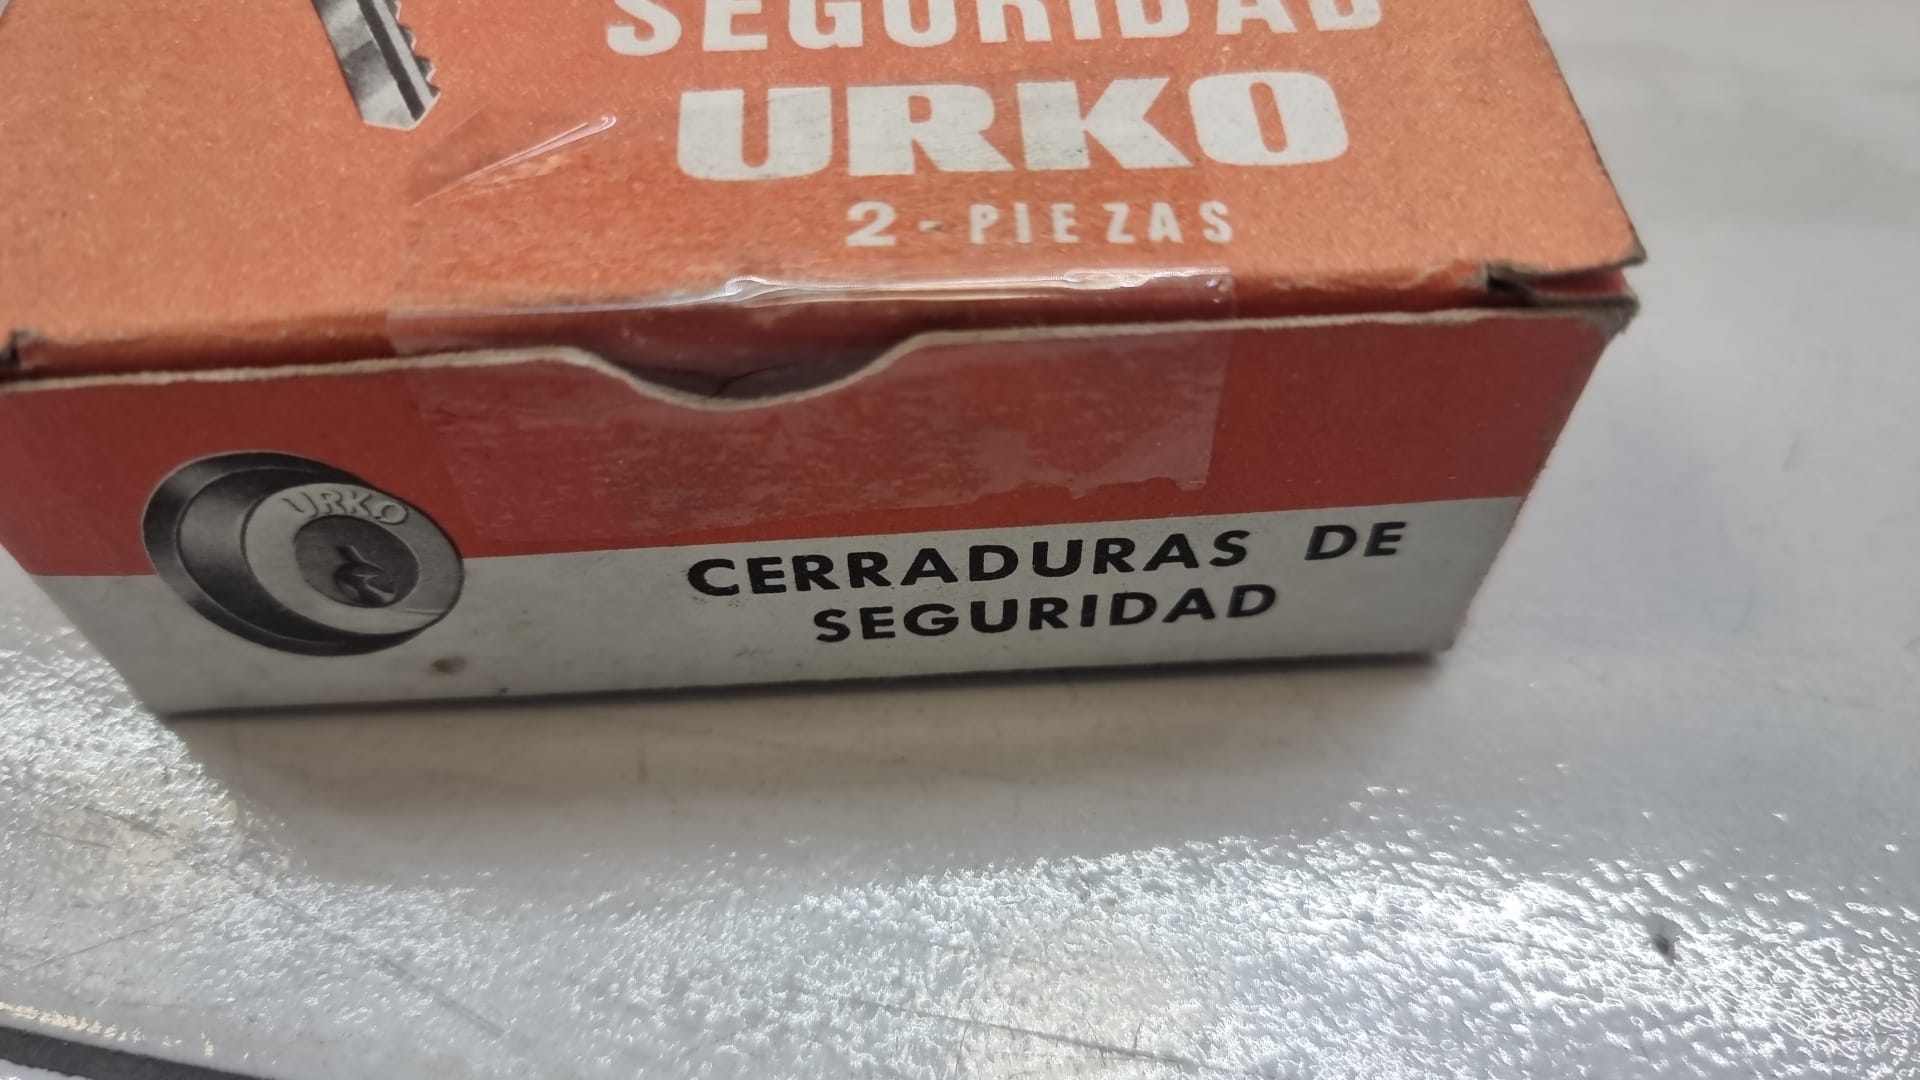 SEGURIDAD
URKO
2-PIEZAS
URKO
CERRADURAS DE
SEGURIDAD